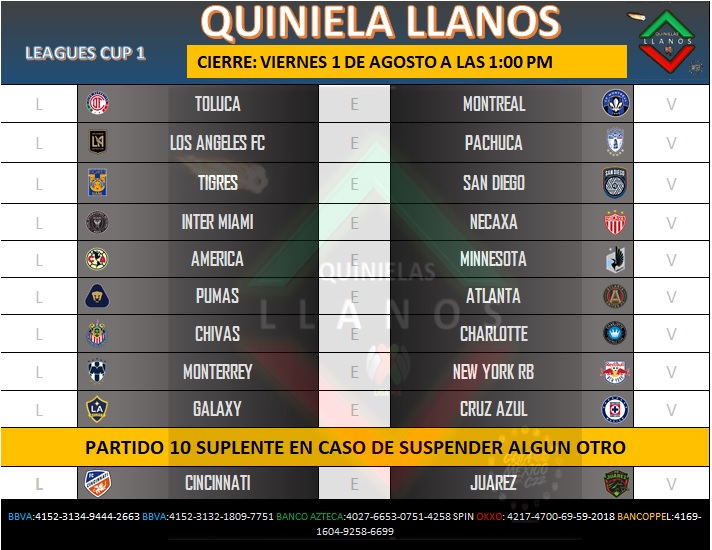 QUINIELA LLANOS
LEAGUES CUP 1
CIERRE: VIERNES 1 DE AGOSTO A LAS 1:00 PM
QUINIELAS
LLANOS
L TOLUCA E MONTREAL V
L LOS ANGELES FC E PACHUCA V
L TIGRES E SAN DIEGO V
L INTER MIAMI E NECAXA V
L AMERICA E MINNESOTA V
QUINIELAS
L PUMAS E ATLANTA V
LLANOS
L CHIVAS E CHARLOTTE V
L MONTERREY E NEW YORK RB V
L GALAXY E CRUZ AZUL V
PARTIDO 10 SUPLENTE EN CASO DE SUSPENDER ALGUN OTRO
L CINCINNATI E JUAREZ V
BBVA:4152-3134-9444-2663 BBVA:4152-3132-1809-7751 BANCO AZTECA:4027-6653-0751-4258 SPIN OXXO: 4217-4700-69-59-2018 BANCOPPEL:4169-
1604-9258-6699